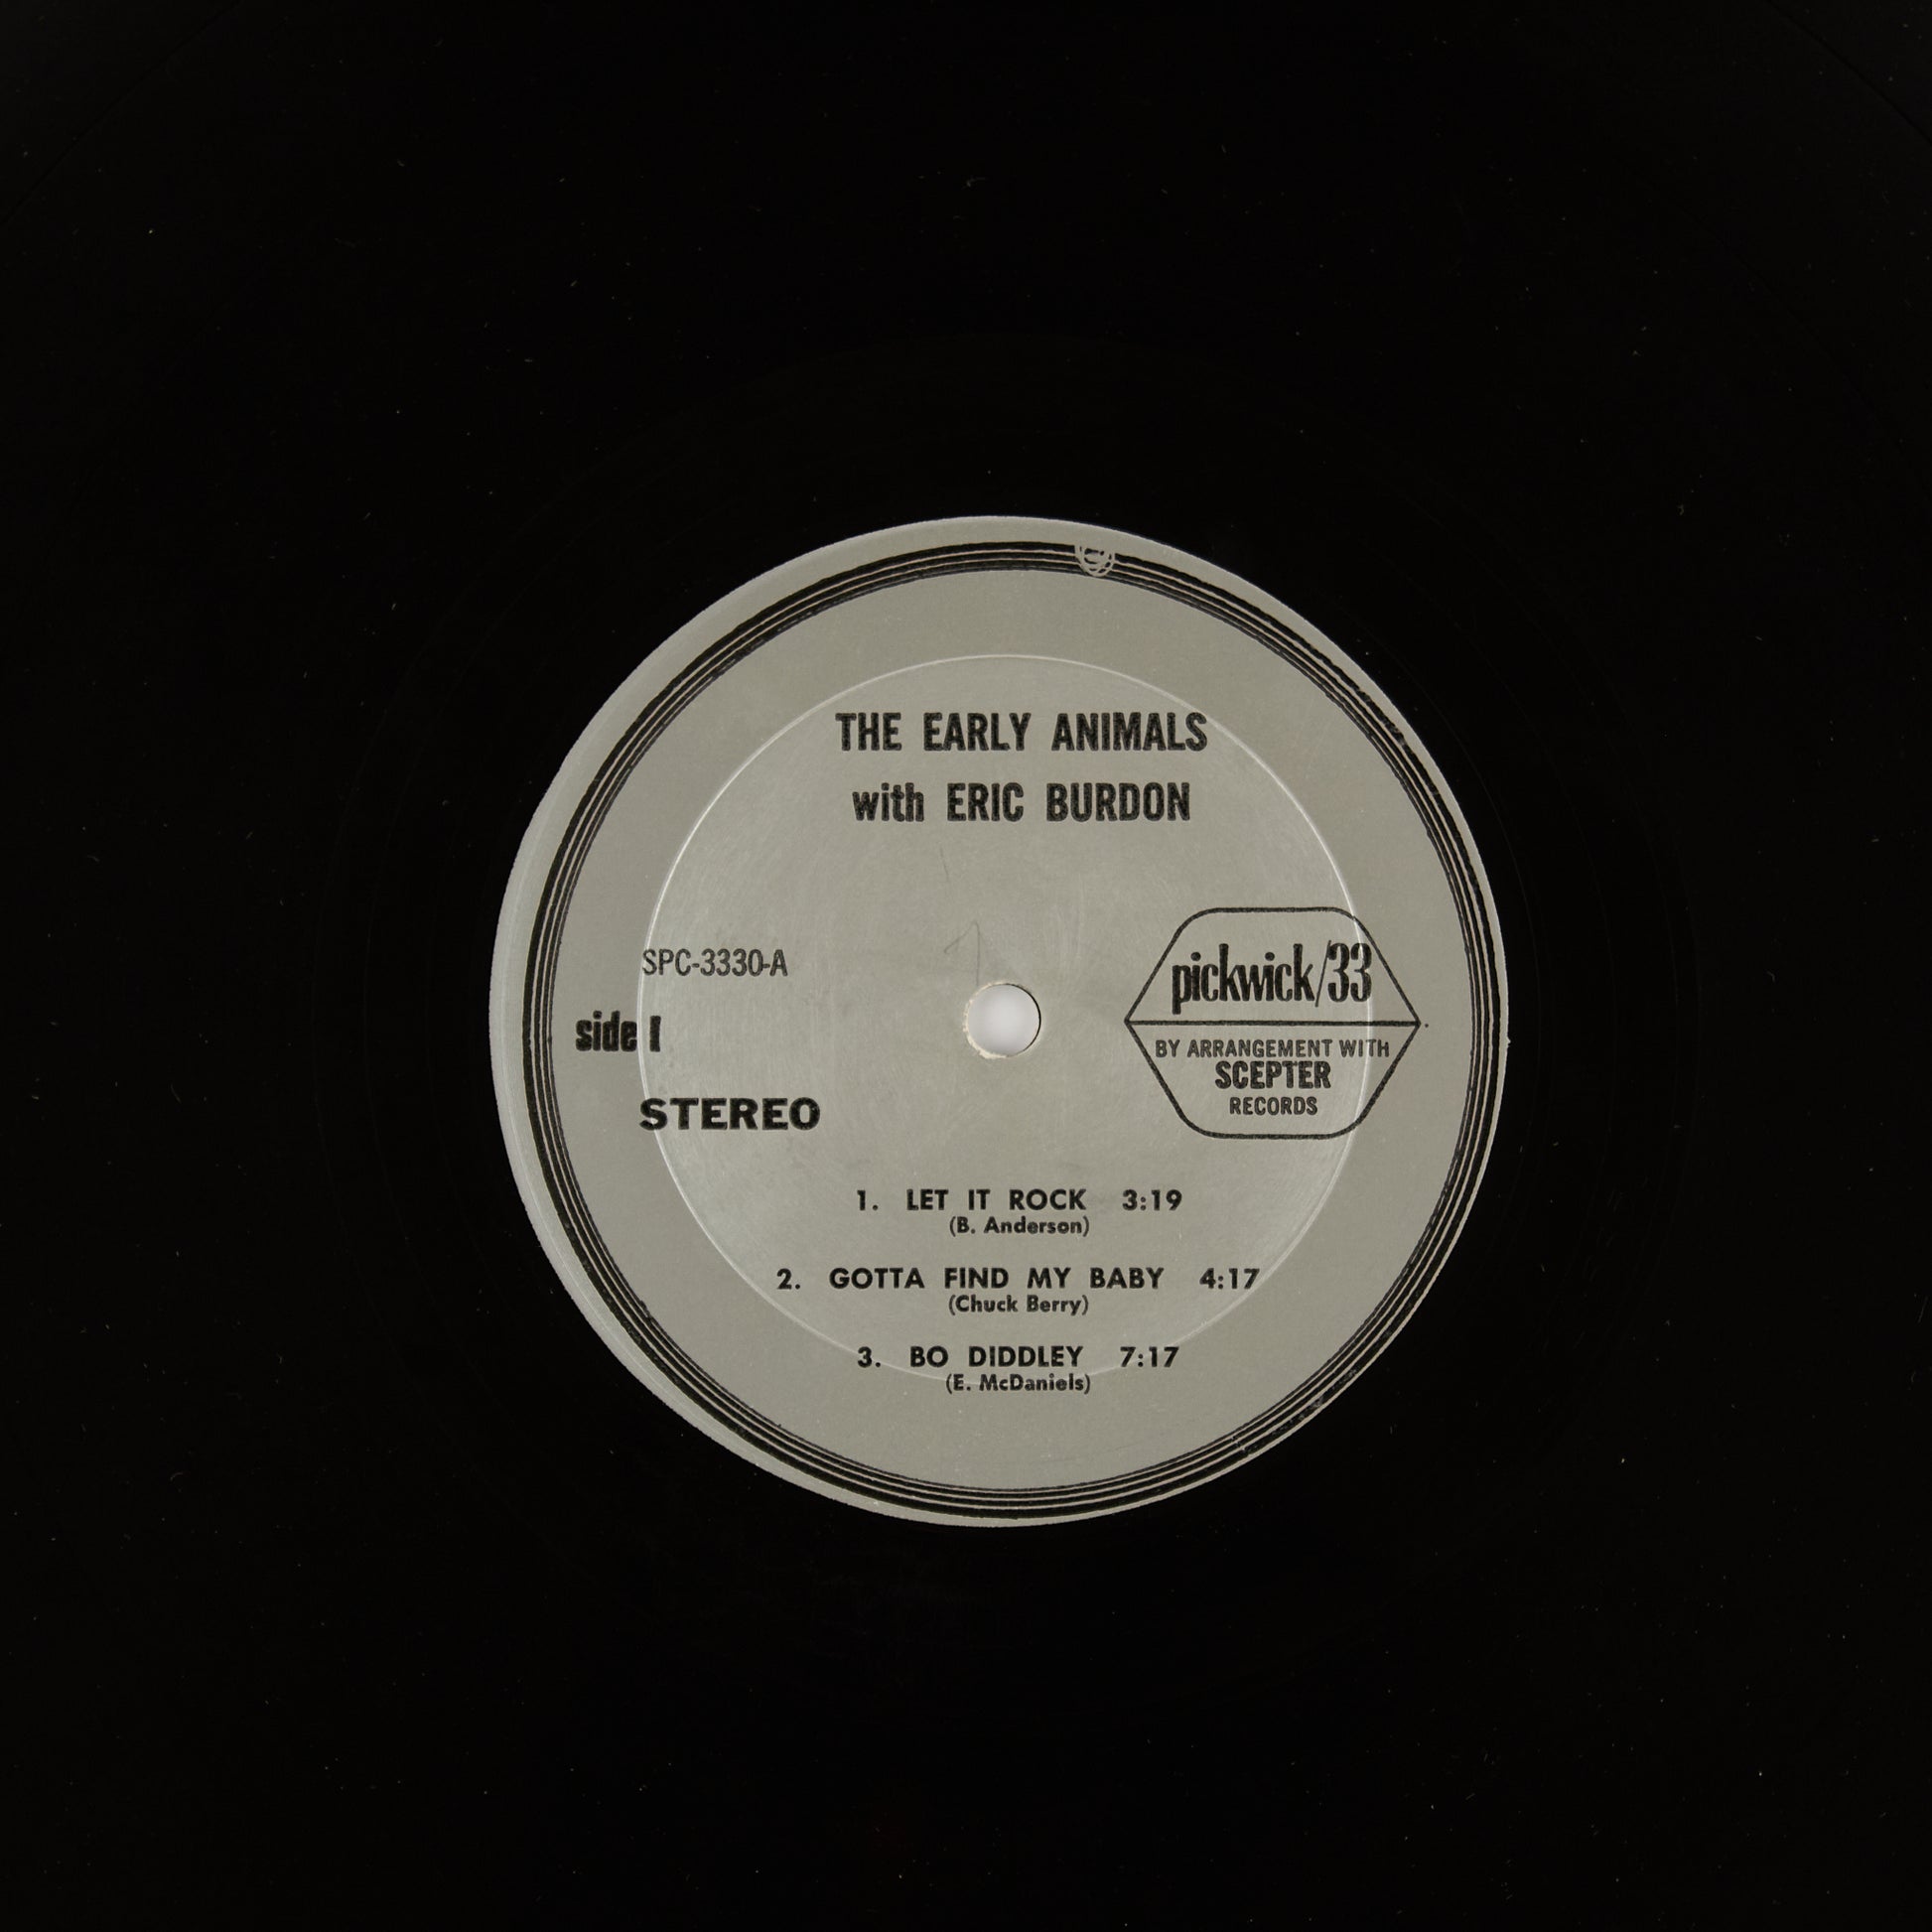 THE EARLY ANIMALS
with ERIC BURDON
SPC-3330-A
side 1
STEREO
pickwick/33
BY ARRANGEMENT WITH
SCEPTER
RECORDS
1. LET IT ROCK 3:19
(B. Anderson)
2. GOTTA FIND MY BABY 4:17
(Chuck Berry)
3. BO DIDDLEY 7:17
(E. McDaniels)